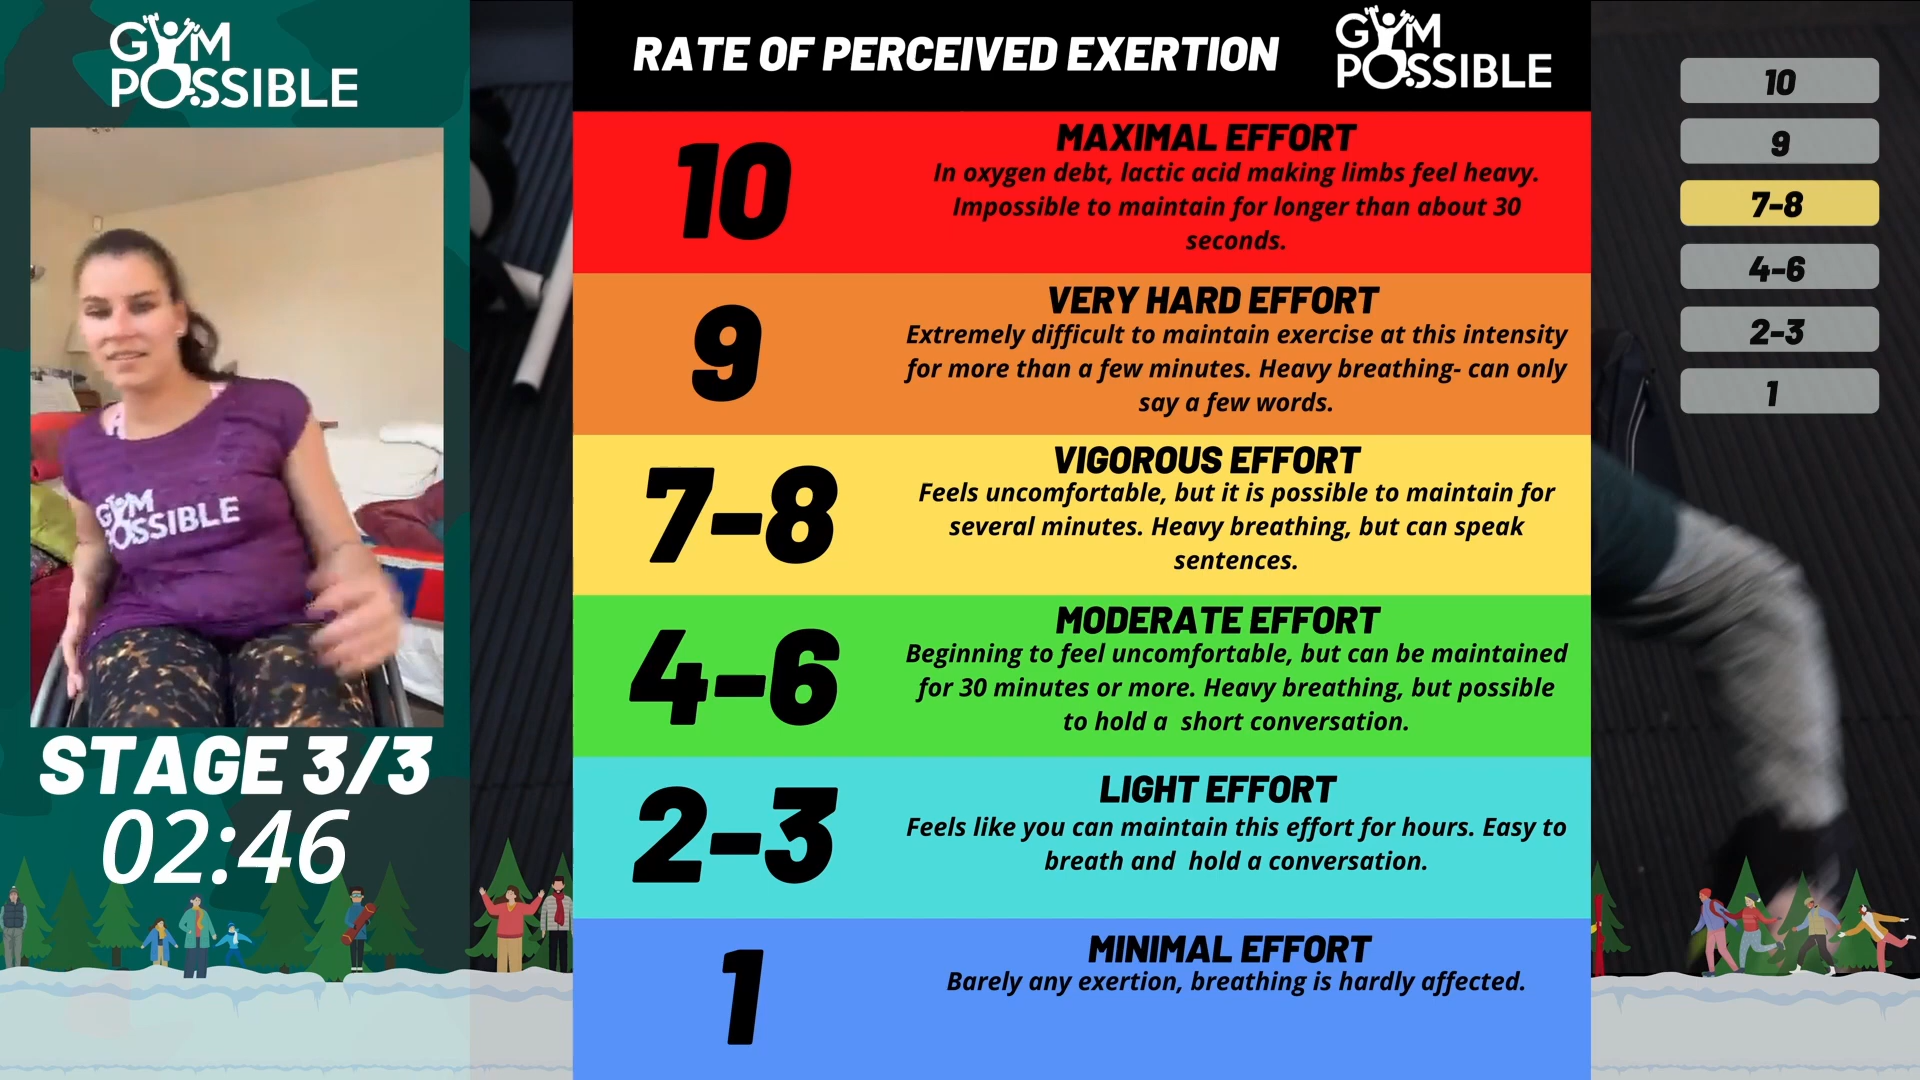 GYM
POSSIBLE
GYM
POSSIBLE
STAGE 3/3
02:46
RATE OF PERCEIVED EXERTION
GYM
POSSIBLE
10
MAXIMAL EFFORT
In oxygen debt, lactic acid making limbs feel heavy.
Impossible to maintain for longer than about 30
seconds.
9
VERY HARD EFFORT
Extremely difficult to maintain exercise at this intensity
for more than a few minutes. Heavy breathing- can only
say a few words.
7-8
VIGOROUS EFFORT
Feels uncomfortable, but it is possible to maintain for
several minutes. Heavy breathing, but can speak
sentences.
4-6
MODERATE EFFORT
Beginning to feel uncomfortable, but can be maintained
for 30 minutes or more. Heavy breathing, but possible
to hold a  short conversation.
2-3
LIGHT EFFORT
Feels like you can maintain this effort for hours. Easy to
breath and  hold a conversation.
1
MINIMAL EFFORT
Barely any exertion, breathing is hardly affected.
10
9
7-8
4-6
2-3
1